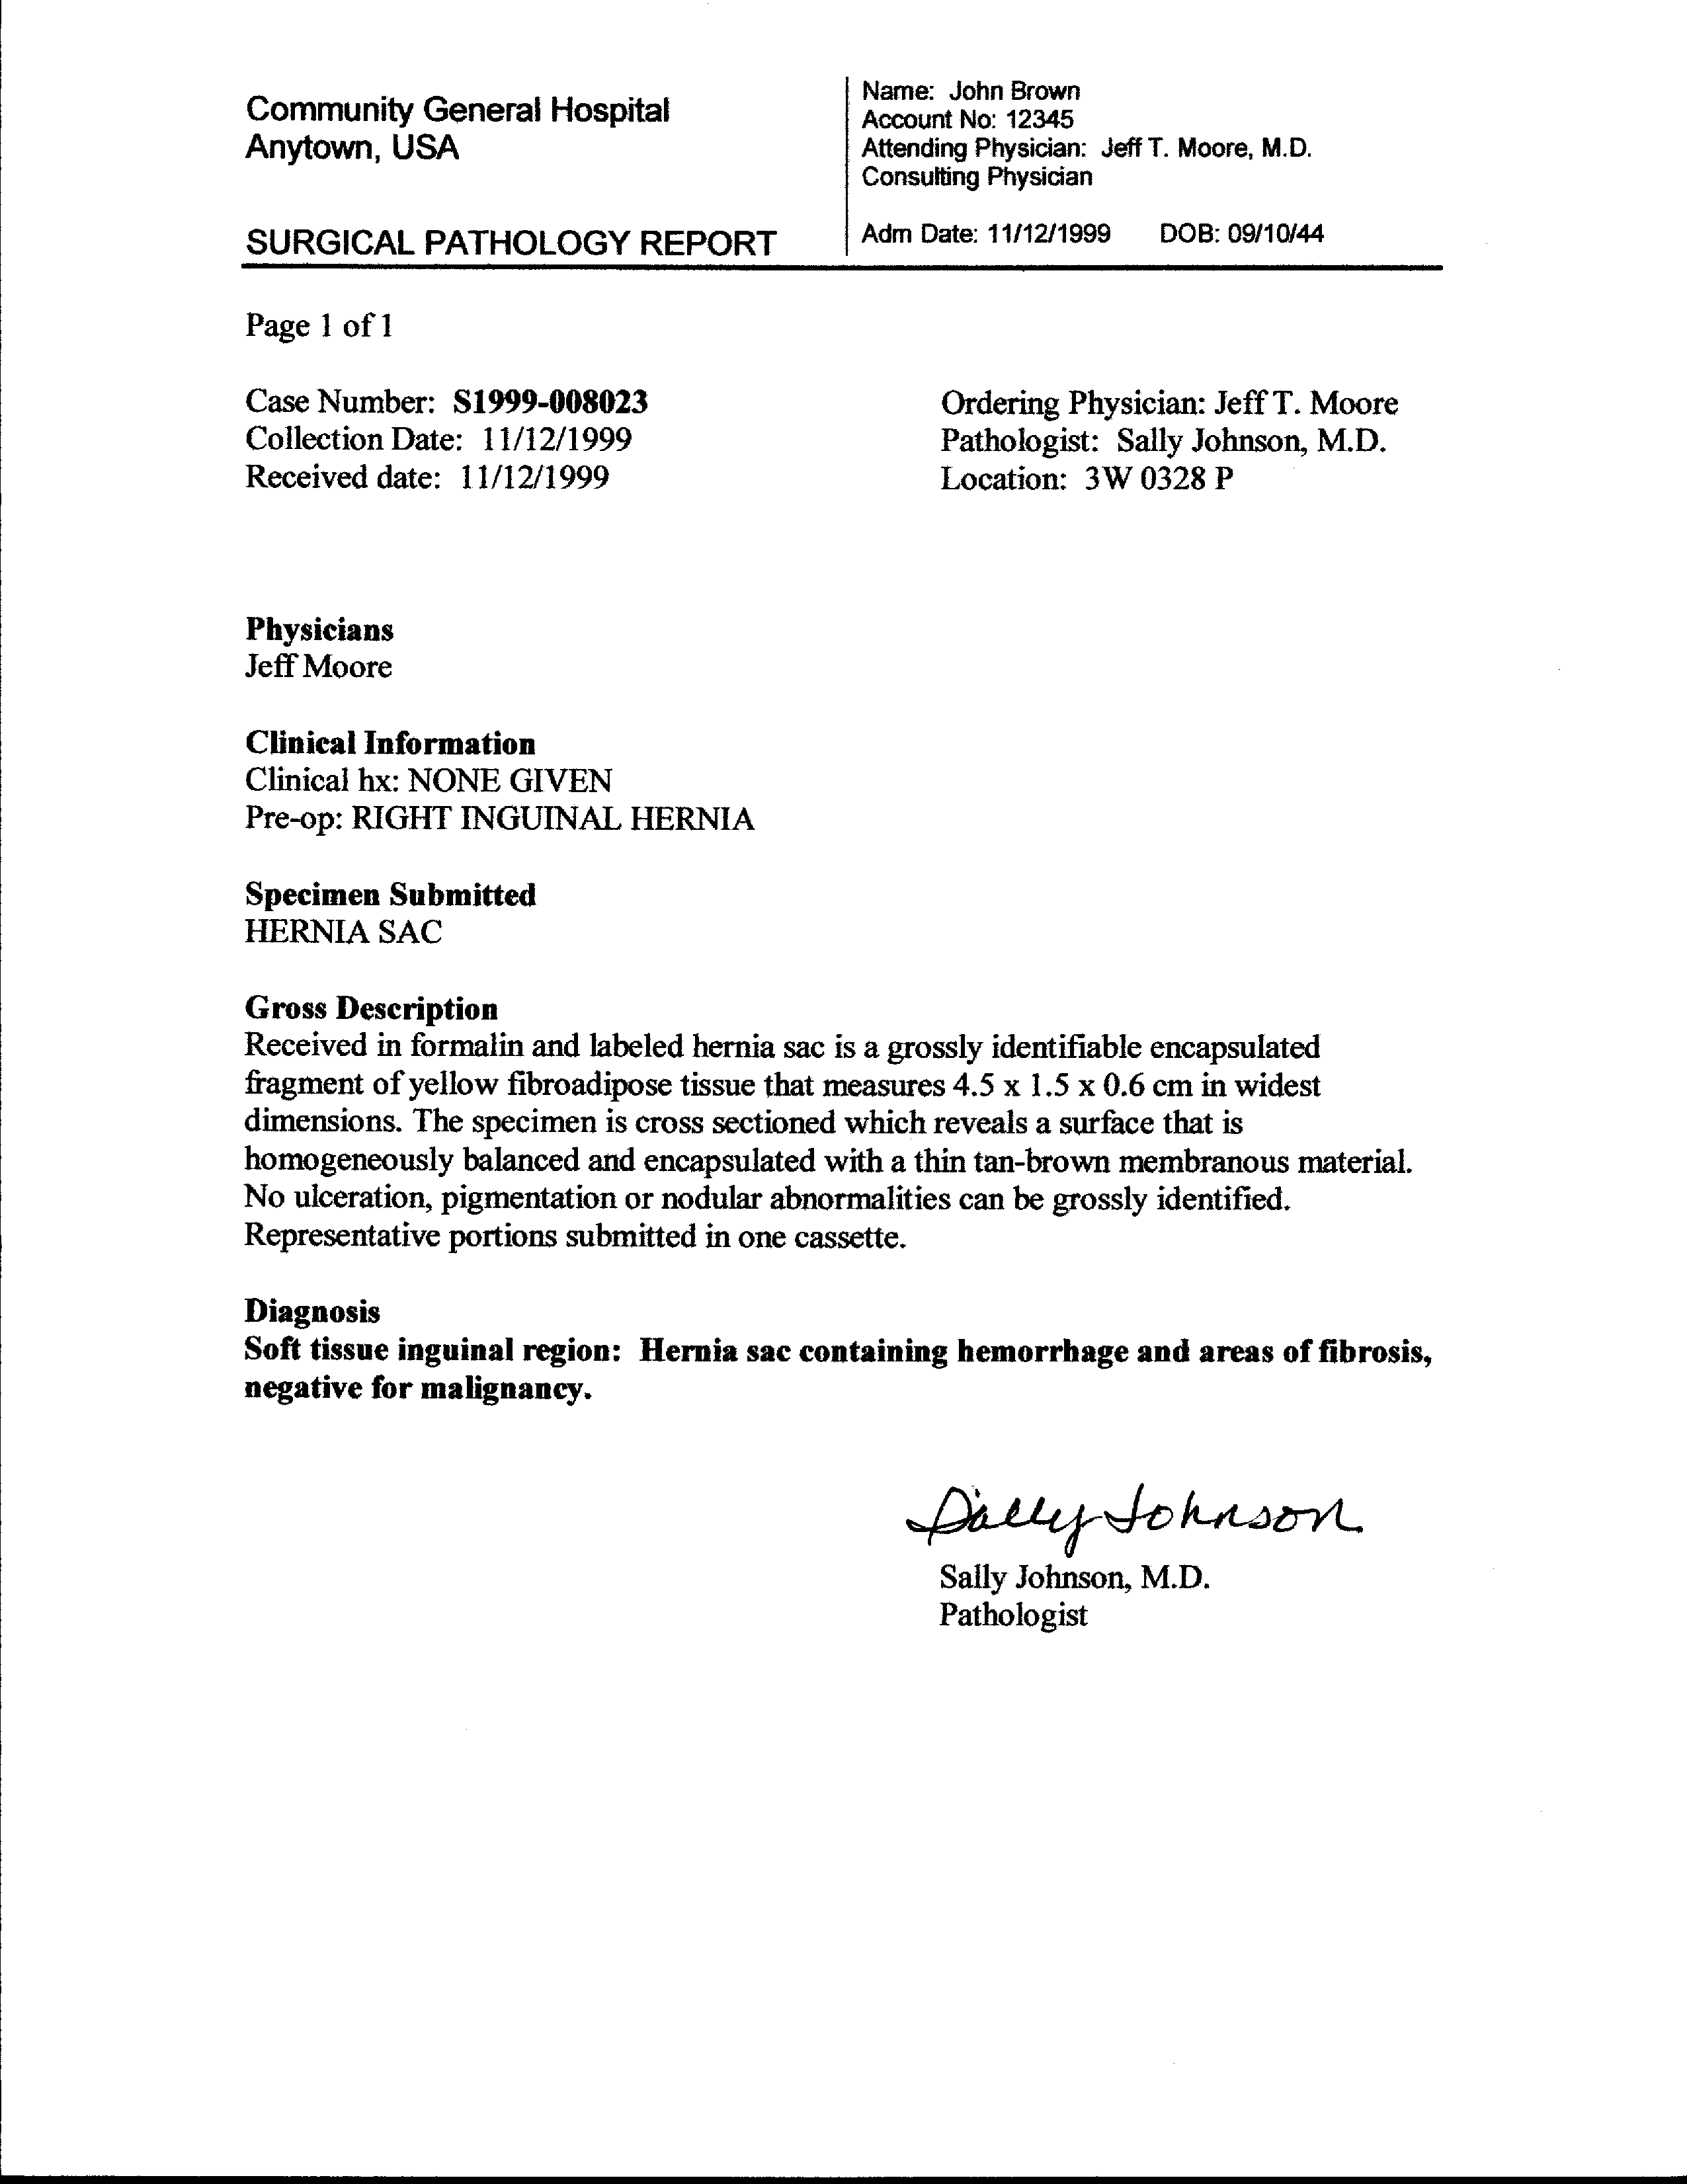 Community General Hospital
Anytown, USA
SURGICAL PATHOLOGY REPORT
Name: John Brown
Account No: 12345
Attending Physician: Jeff T. Moore, M.D.
Consulting Physician
Adm Date: 11/12/1999 DOB: 09/10/44
Page 1 of 1
Case Number: S1999-008023
Collection Date: 11/12/1999
Received date: 11/12/1999
Ordering Physician: Jeff T. Moore
Pathologist: Sally Johnson, M.D.
Location: 3W 0328 P
Physicians
Jeff Moore
Clinical Information
Clinical hx: NONE GIVEN
Pre-op: RIGHT INGUINAL HERNIA
Specimen Submitted
HERNIA SAC
Gross Description
Received in formalin and labeled hernia sac is a grossly identifiable encapsulated
fragment of yellow fibroadipose tissue that measures 4.5 x 1.5 x 0.6 cm in widest
dimensions. The specimen is cross sectioned which reveals a surface that is
homogeneously balanced and encapsulated with a thin tan-brown membranous material.
No ulceration, pigmentation or nodular abnormalities can be grossly identified.
Representative portions submitted in one cassette.
Diagnosis
Soft tissue inguinal region: Hernia sac containing hemorrhage and areas of fibrosis,
negative for malignancy.
Sally Johnson
Sally Johnson, M.D.
Pathologist